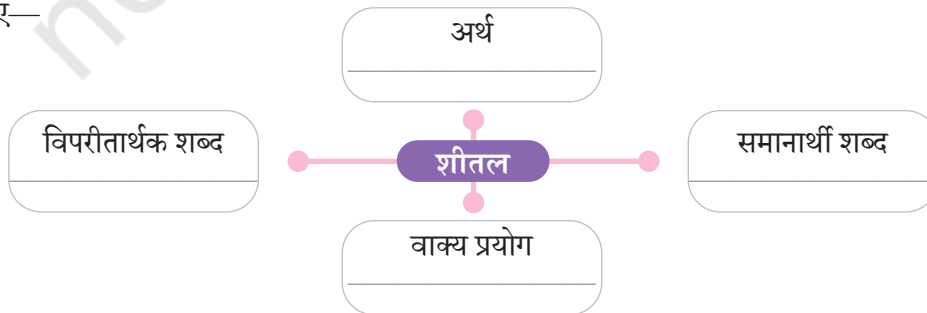 ए—
अर्थ
विपरीतार्थक शब्द
शीतल
समानार्थी शब्द
वाक्य प्रयोग